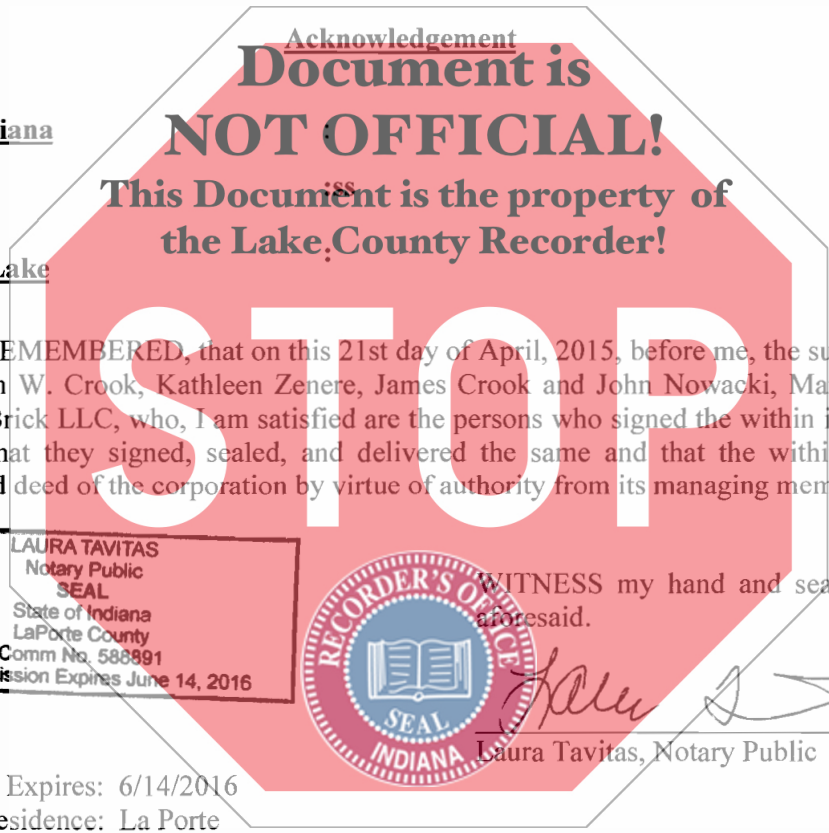 Acknowledgement
Document is
iana :
NOT OFFICIAL!
:ss
This Document is the property of
the Lake County Recorder!
Lake :
STOP
EMEMBERED, that on this 21st day of April, 2015, before me, the su
n W. Crook, Kathleen Zenere, James Crook and John Nowacki, Ma
Brick LLC, who, I am satisfied are the persons who signed the within i
hat they signed, sealed, and delivered the same and that the withi
d deed of the corporation by virtue of authority from its managing mem
LAURA TAVITAS
Notary Public
SEAL
State of Indiana
LaPorte County
Comm No. 588891
ission Expires June 14, 2016
RECORDER'S OFFICE
SEAL
INDIANA
WITNESS my hand and sea
aforesaid.
Laura Tavitas, Notary Public
Expires: 6/14/2016
esidence: La Porte